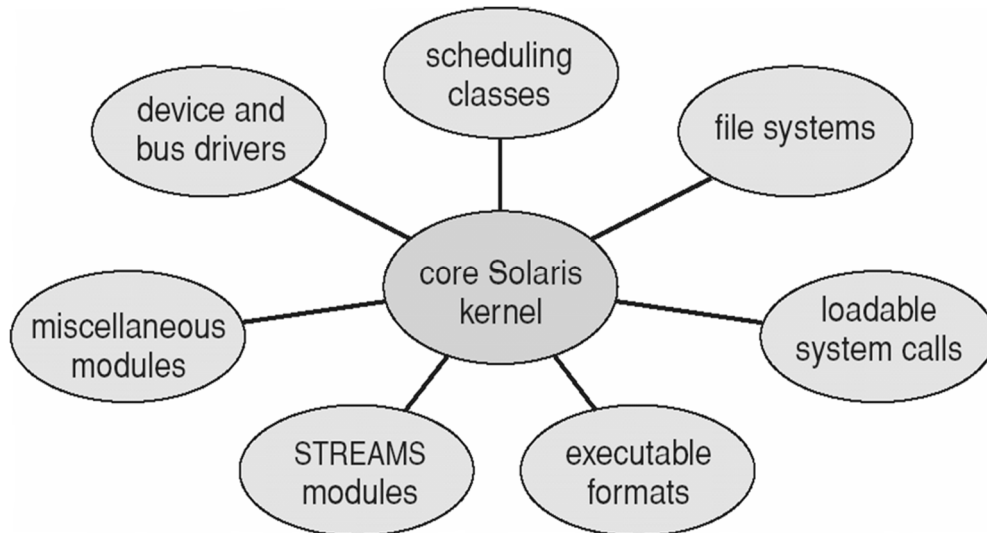 scheduling
classes
device and
bus drivers
file systems
core Solaris
kernel
miscellaneous
modules
loadable
system calls
STREAMS
modules
executable
formats